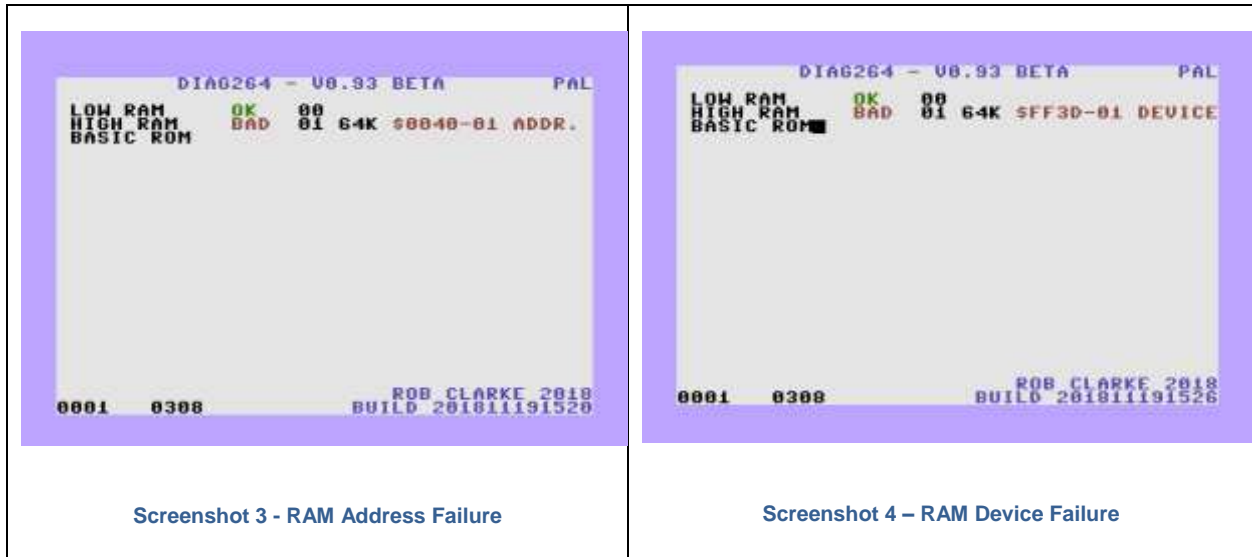 DIAG264 - V0.93 BETA PAL
LOW RAM OK 00
HIGH RAM BAD 01 64K $0040-01 ADDR.
BASIC ROM
ROB CLARKE 2018
0001 0308 BUILD 201811191520
Screenshot 3 - RAM Address Failure
DIAG264 - V0.93 BETA PAL
LOW RAM OK 00
HIGH RAM BAD 01 64K $FF3D-01 DEVICE
BASIC ROM
ROB CLARKE 2018
0001 0308 BUILD 201811191526
Screenshot 4 – RAM Device Failure